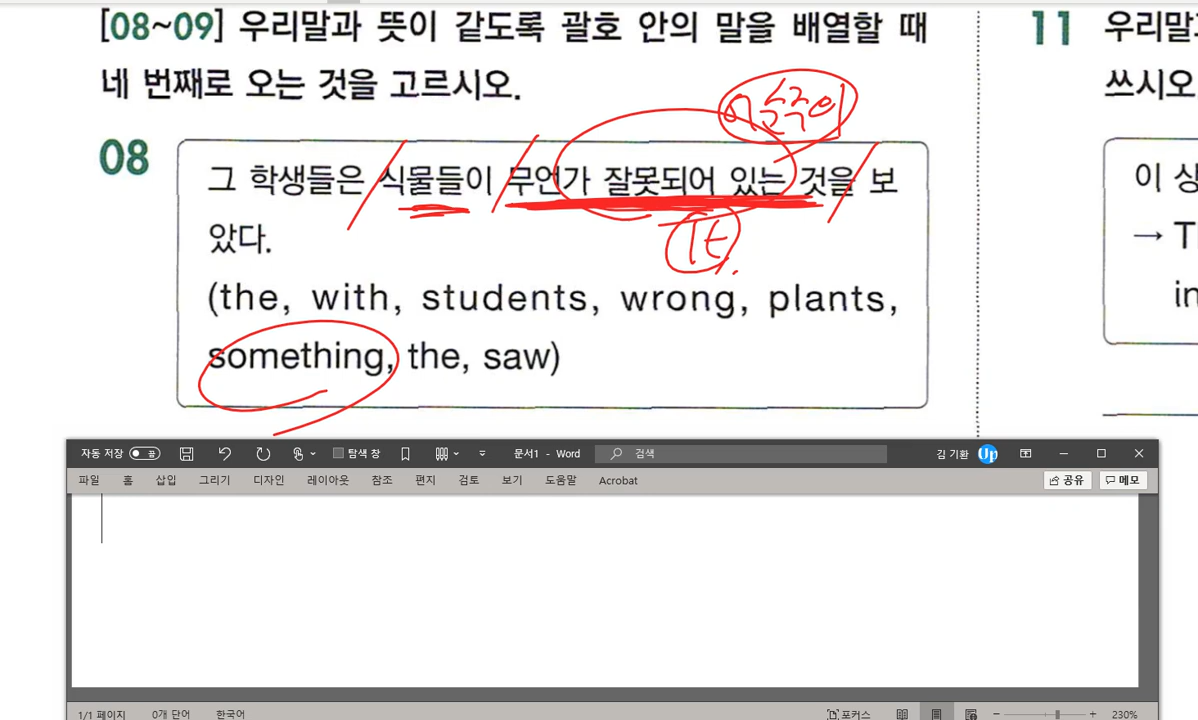 [08~09] 우리말과 뜻이 같도록 괄호 안의 말을 배열할 때
네 번째로 오는 것을 고르시오.
08
어순주의
그 학생들은 식물들이 무언가 잘못되어 있는 것을 보
았다.
(the, with, students, wrong, plants,
something, the, saw)
11 우리말과
쓰시오
이 상
→ Th
in
자동 저장 끔 탐색 창 문서1 - Word 검색 김 기환 Up
파일 홈 삽입 그리기 디자인 레이아웃 참조 편지 검토 보기 도움말 Acrobat 공유 메모
1/1 페이지 0개 단어 한국어 포커스 230%